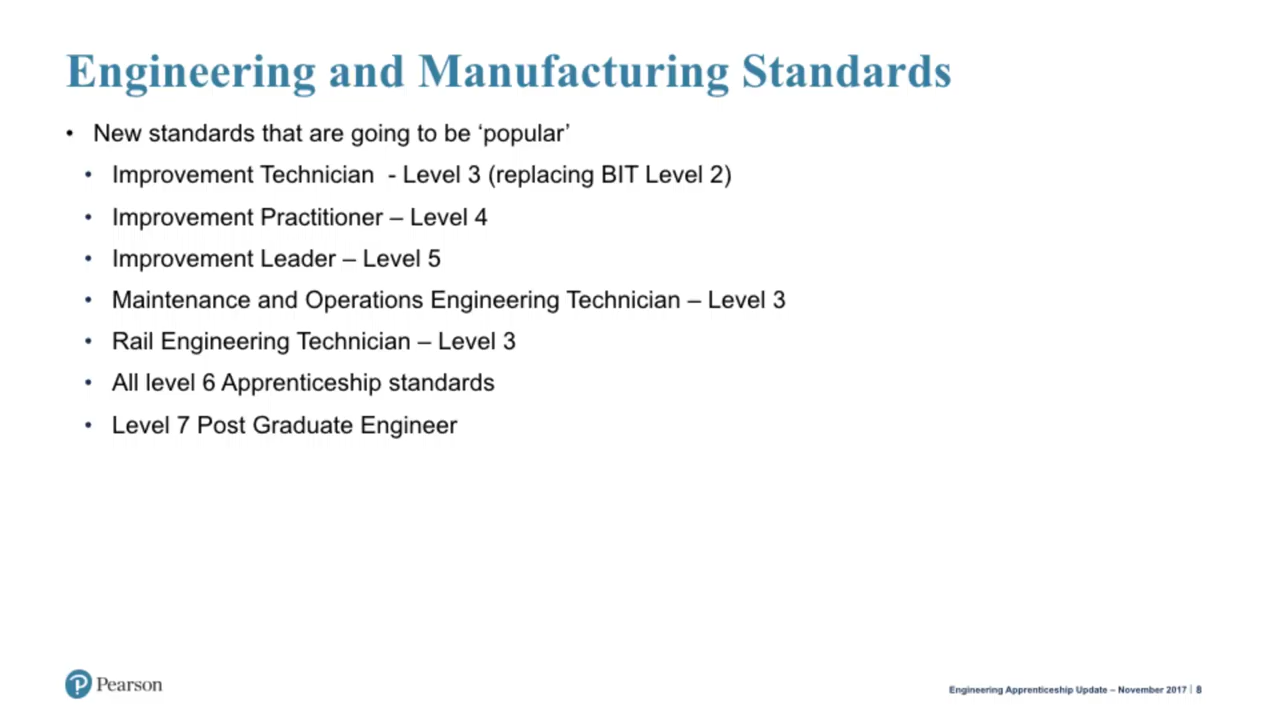 Engineering and Manufacturing Standards
• New standards that are going to be ‘popular’
• Improvement Technician  - Level 3 (replacing BIT Level 2)
• Improvement Practitioner – Level 4
• Improvement Leader – Level 5
• Maintenance and Operations Engineering Technician – Level 3
• Rail Engineering Technician – Level 3
• All level 6 Apprenticeship standards
• Level 7 Post Graduate Engineer
Pearson
Engineering Apprenticeship Update – November 2017 | 8